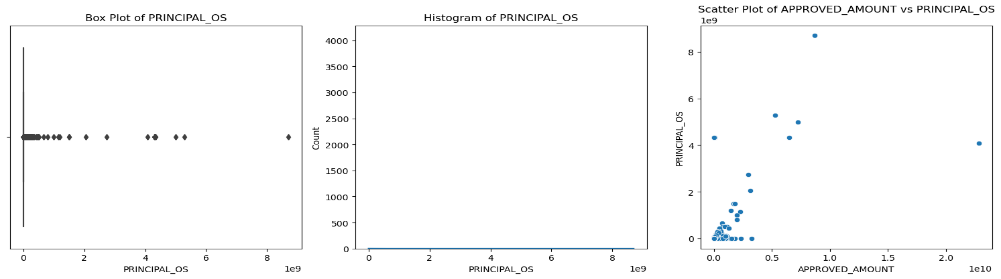 Box Plot of PRINCIPAL_OS
0 2 4 6 8
1e9
PRINCIPAL_OS
Histogram of PRINCIPAL_OS
4000
3500
3000
2500
2000
1500
1000
500
0
Count
0 2 4 6 8
1e9
PRINCIPAL_OS
Scatter Plot of APPROVED_AMOUNT vs PRINCIPAL_OS
1e9
8
6
4
2
0
PRINCIPAL_OS
0.0 0.5 1.0 1.5 2.0
1e10
APPROVED_AMOUNT